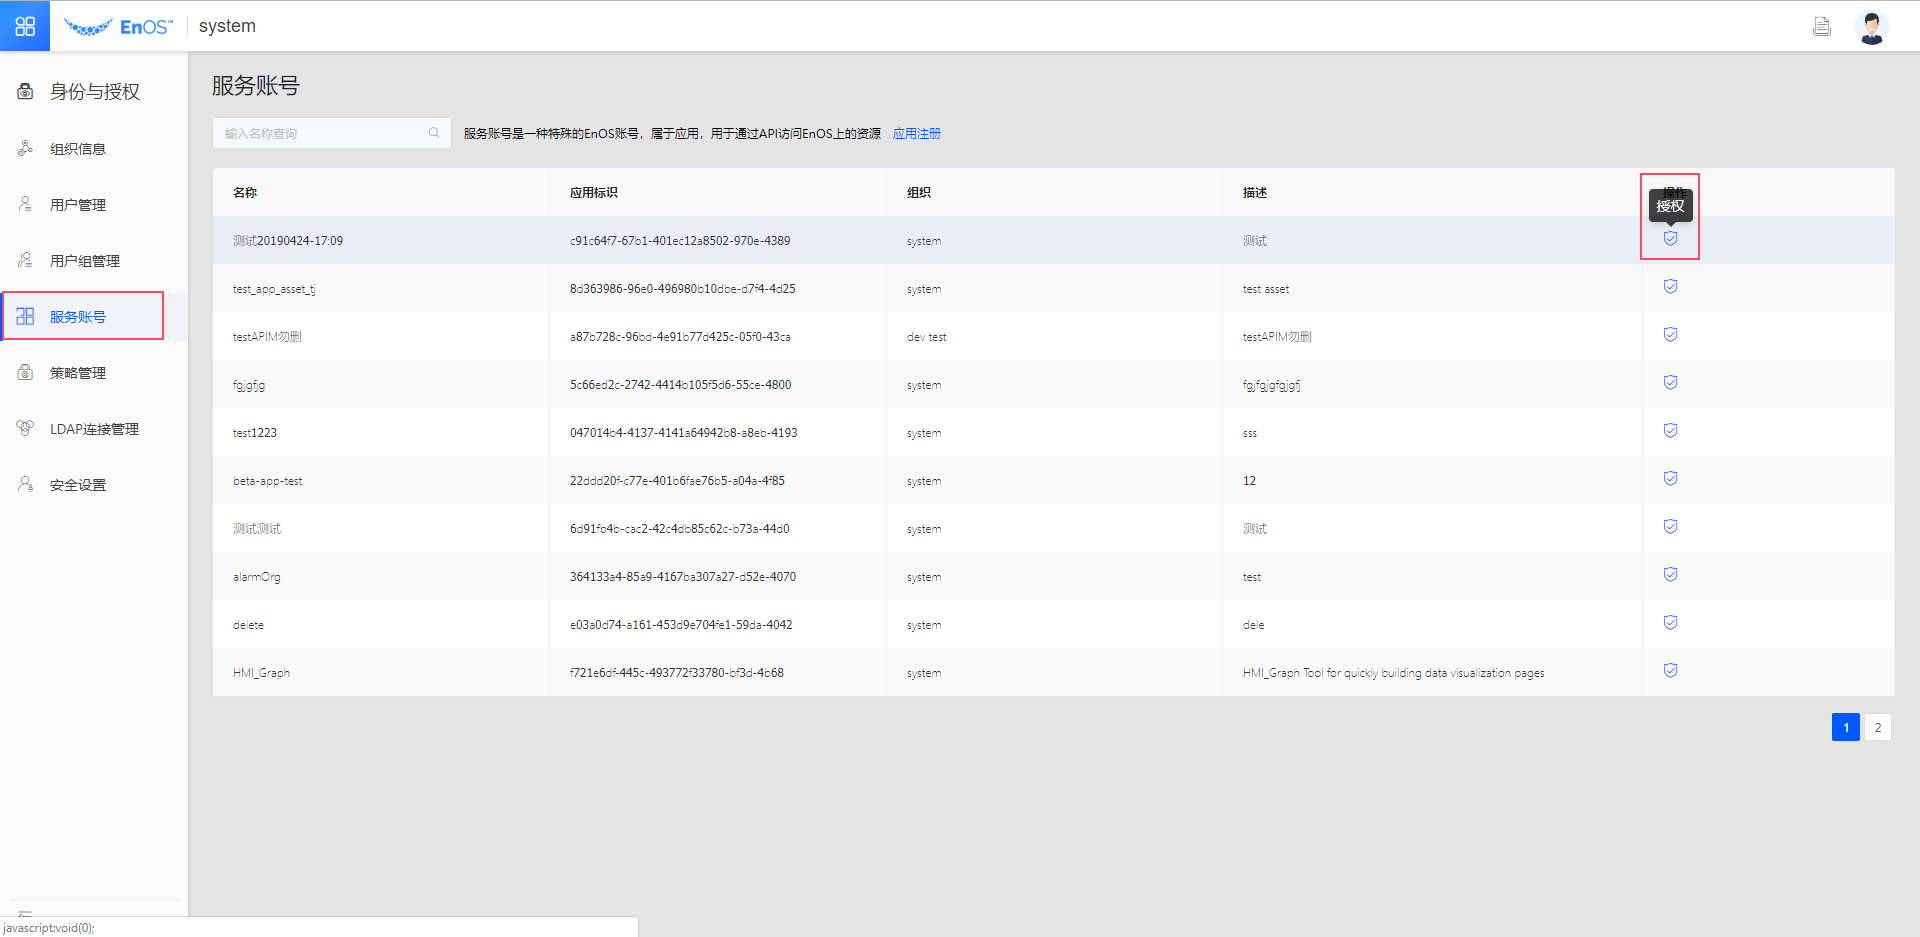 EnOS™ system
身份与授权
组织信息
用户管理
用户组管理
服务账号
策略管理
LDAP连接管理
安全设置
服务账号
输入名称查询 服务账号是一种特殊的EnOS账号，属于应用，用于通过API访问EnOS上的资源 应用注册
名称 应用标识 组织 描述 操作
授权
测试20190424-17:09 c91c64f7-67b1-401ec12a8502-970e-4389 system 测试
test_app_asset_tj 8d363986-96e0-496980b10dbe-d7f4-4d25 system test asset
testAPIM勿删 a87b728c-96bd-4e91b77d425c-05f0-43ca dev test testAPIM勿删
fgjgfjg 5c66ed2c-2742-4414b105f5d6-55ce-4800 system fgjfgjgfgjgfj
test1223 047014b4-4137-4141a64942b8-a8eb-4193 system sss
beta-app-test 22ddd20f-c77e-401b6fae76b5-a04a-4f85 system 12
测试测试 6d91fb4b-cac2-42c4db85c62c-b73a-44d0 system 测试
alarmOrg 364133a4-85a9-4167ba307a27-d52e-4070 system test
delete e03a0d74-a161-453d9e704fe1-59da-4042 system dele
HMI_Graph f721e6df-445c-493772f33780-bf3d-4b68 system HMI_Graph Tool for quickly building data visualization pages
1 2
javascript:void(0);